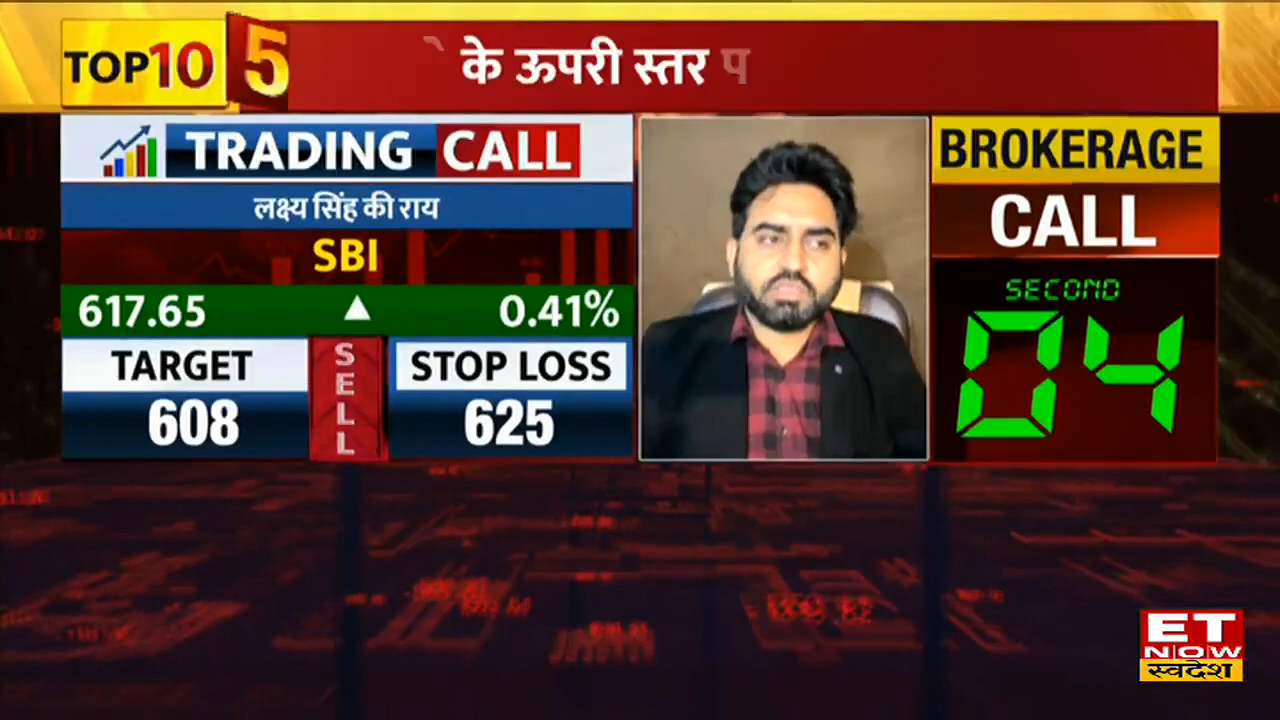 TOP10
5
के ऊपरी स्तर
TRADING CALL
लक्ष्य सिंह की राय
SBI
617.65 ▲ 0.41%
TARGET
608
SELL
STOP LOSS
625
BROKERAGE
CALL
SECOND
04
ET
NOW
स्वदेश